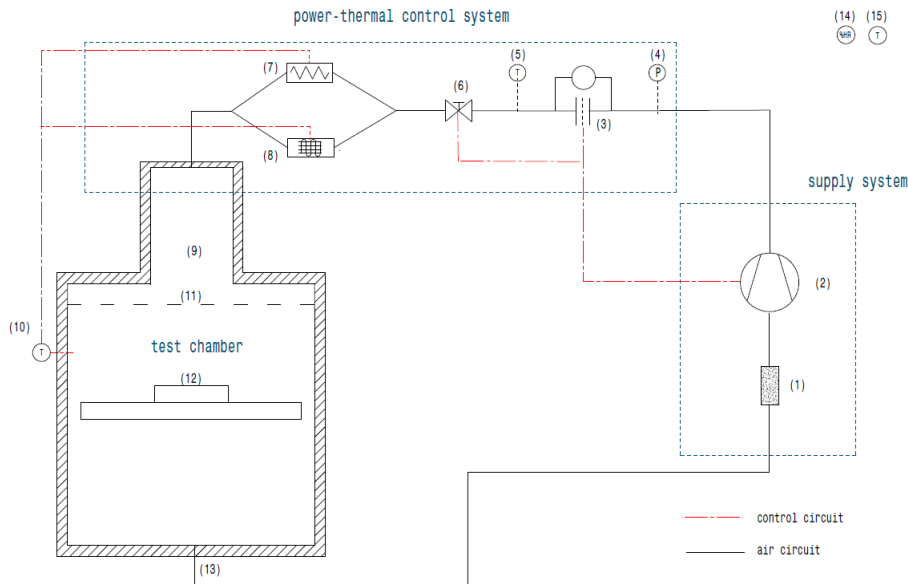 power-thermal control system
(14) (15)
%HR T
(7)
(5)
(4)
T
P
(6)
(3)
(8)
supply system
(9)
(2)
(11)
(10)
T
test chamber
(12)
(1)
control circuit
air circuit
(13)